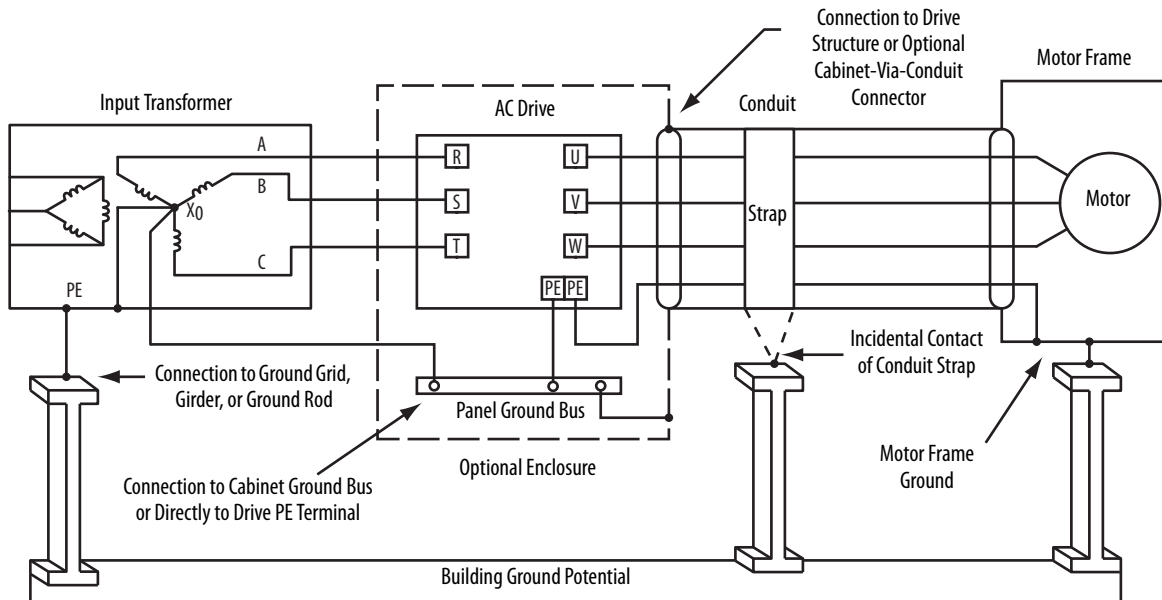 Connection to Drive
Structure or Optional
Cabinet-Via-Conduit
Connector
Motor Frame
Input Transformer
AC Drive
Conduit
A
B
C
X0
PE
R
S
T
U
V
W
PE PE
Strap
Motor
Connection to Ground Grid,
Girder, or Ground Rod
Panel Ground Bus
Incidental Contact
of Conduit Strap
Optional Enclosure
Motor Frame
Ground
Connection to Cabinet Ground Bus
or Directly to Drive PE Terminal
Building Ground Potential